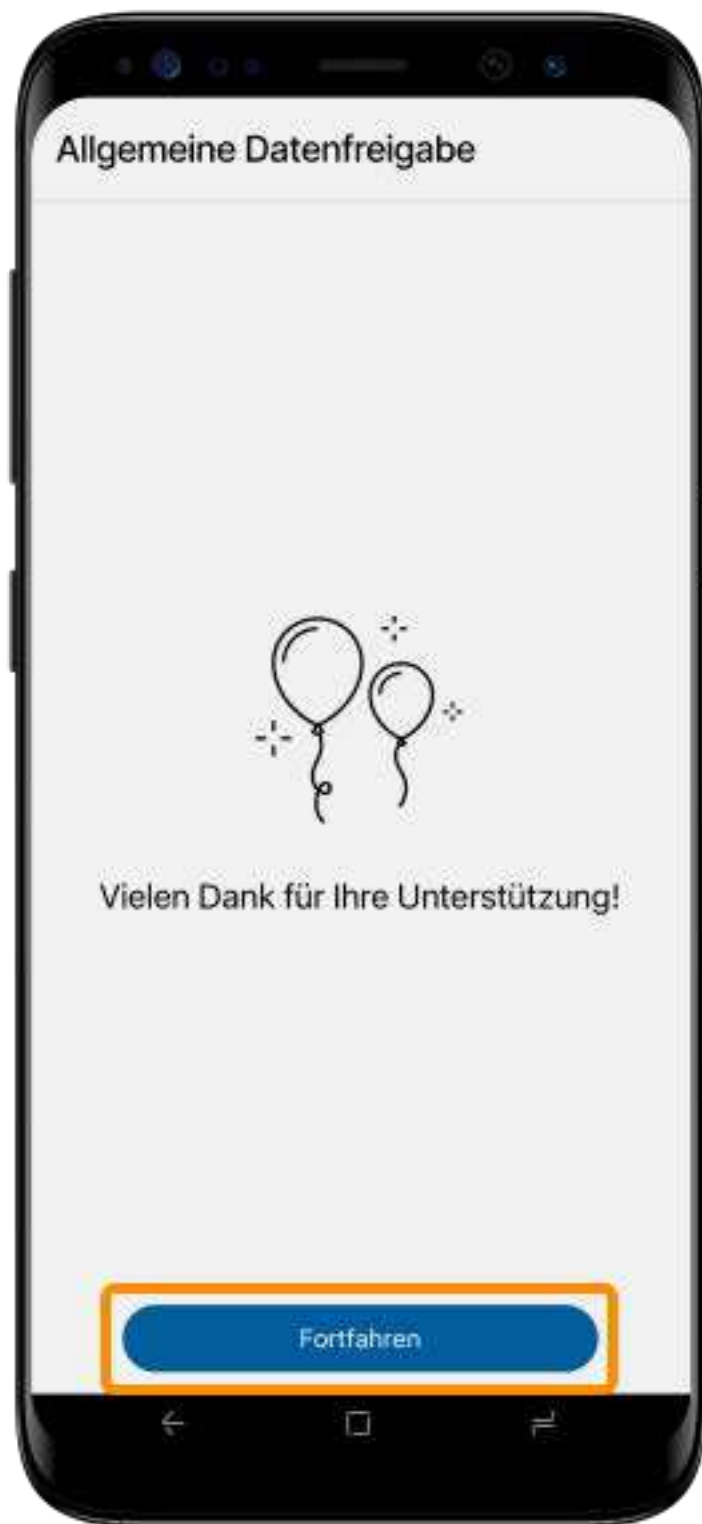 Allgemeine Datenfreigabe
Vielen Dank für Ihre Unterstützung!
Fortfahren